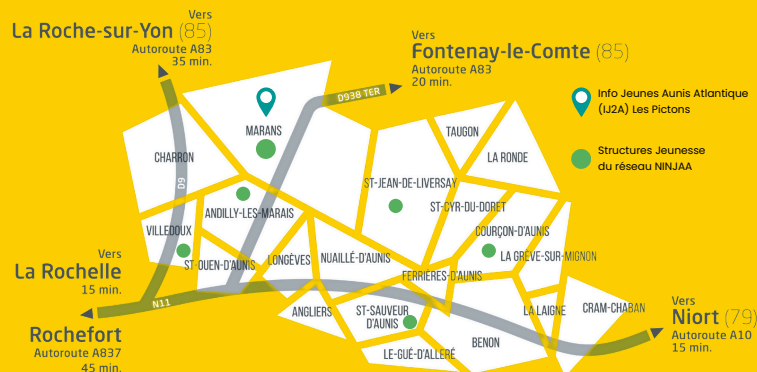 Vers
La Roche-sur-Yon (85)
Autoroute A83
35 min.
Vers
Fontenay-le-Comte (85)
Autoroute A83
20 min.
D938 TER
Info Jeunes Aunis Atlantique
(IJ2A) Les Pictons
Structures Jeunesse
du réseau NINJAA
MARANS
TAUGON
CHARRON
LA RONDE
D9
ST-JEAN-DE-LIVERSAY
ANDILLY-LES-MARAIS
ST-CYR-DU-DORET
VILLEDOUX
COURÇON-D'AUNIS
ST-OUEN-D'AUNIS
LONGÈVES
NUAILLÉ-D'AUNIS
LA GRÈVE-SUR-MIGNON
FERRIÈRES-D'AUNIS
Vers
La Rochelle
15 min.
N11
Rochefort
Autoroute A837
45 min.
ANGLIERS
ST-SAUVEUR
D'AUNIS
LA LAIGNE
CRAM-CHABAN
BENON
LE-GUÉ-D'ALLERÉ
Vers
Niort (79)
Autoroute A10
15 min.